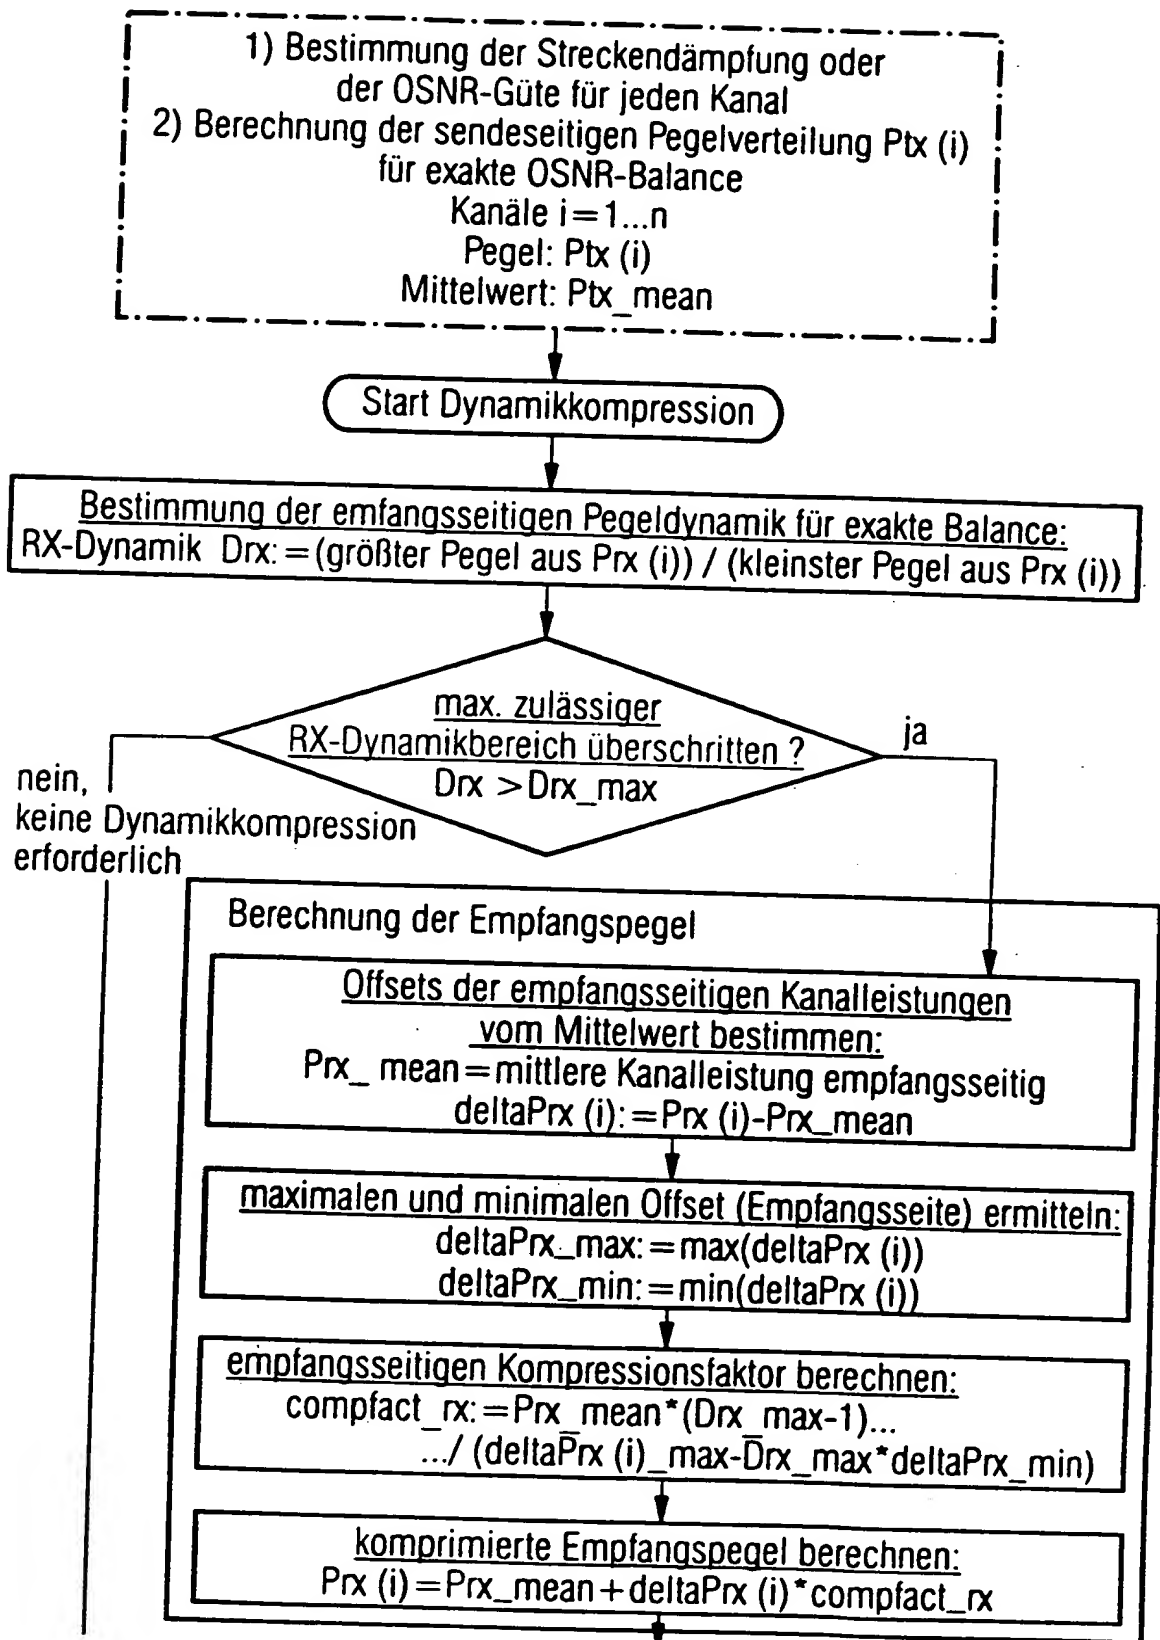 1) Bestimmung der Streckendämpfung oder
der OSNR-Güte für jeden Kanal
2) Berechnung der sendeseitigen Pegelverteilung Ptx (i)
für exakte OSNR-Balance
Kanäle i=1...n
Pegel: Ptx (i)
Mittelwert: Ptx_mean
Start Dynamikkompression
Bestimmung der emfangsseitigen Pegeldynamik für exakte Balance:
RX-Dynamik Drx:=(größter Pegel aus Prx (i)) / (kleinster Pegel aus Prx (i))
max. zulässiger
RX-Dynamikbereich überschritten ?
Drx >Drx_max
ja
nein,
keine Dynamikkompression
erforderlich
Berechnung der Empfangspegel
Offsets der empfangsseitigen Kanalleistungen
vom Mittelwert bestimmen:
Prx_ mean=mittlere Kanalleistung empfangsseitig
deltaPrx (i):=Prx (i)-Prx_mean
maximalen und minimalen Offset (Empfangsseite) ermitteln:
deltaPrx_max:=max(deltaPrx (i))
deltaPrx_min:=min(deltaPrx (i))
empfangsseitigen Kompressionsfaktor berechnen:
compfact_rx:=Prx_mean*(Drx_max-1)...
.../ (deltaPrx (i)_max-Drx_max*deltaPrx_min)
komprimierte Empfangspegel berechnen:
Prx (i)=Prx_mean+deltaPrx (i)*compfact_rx